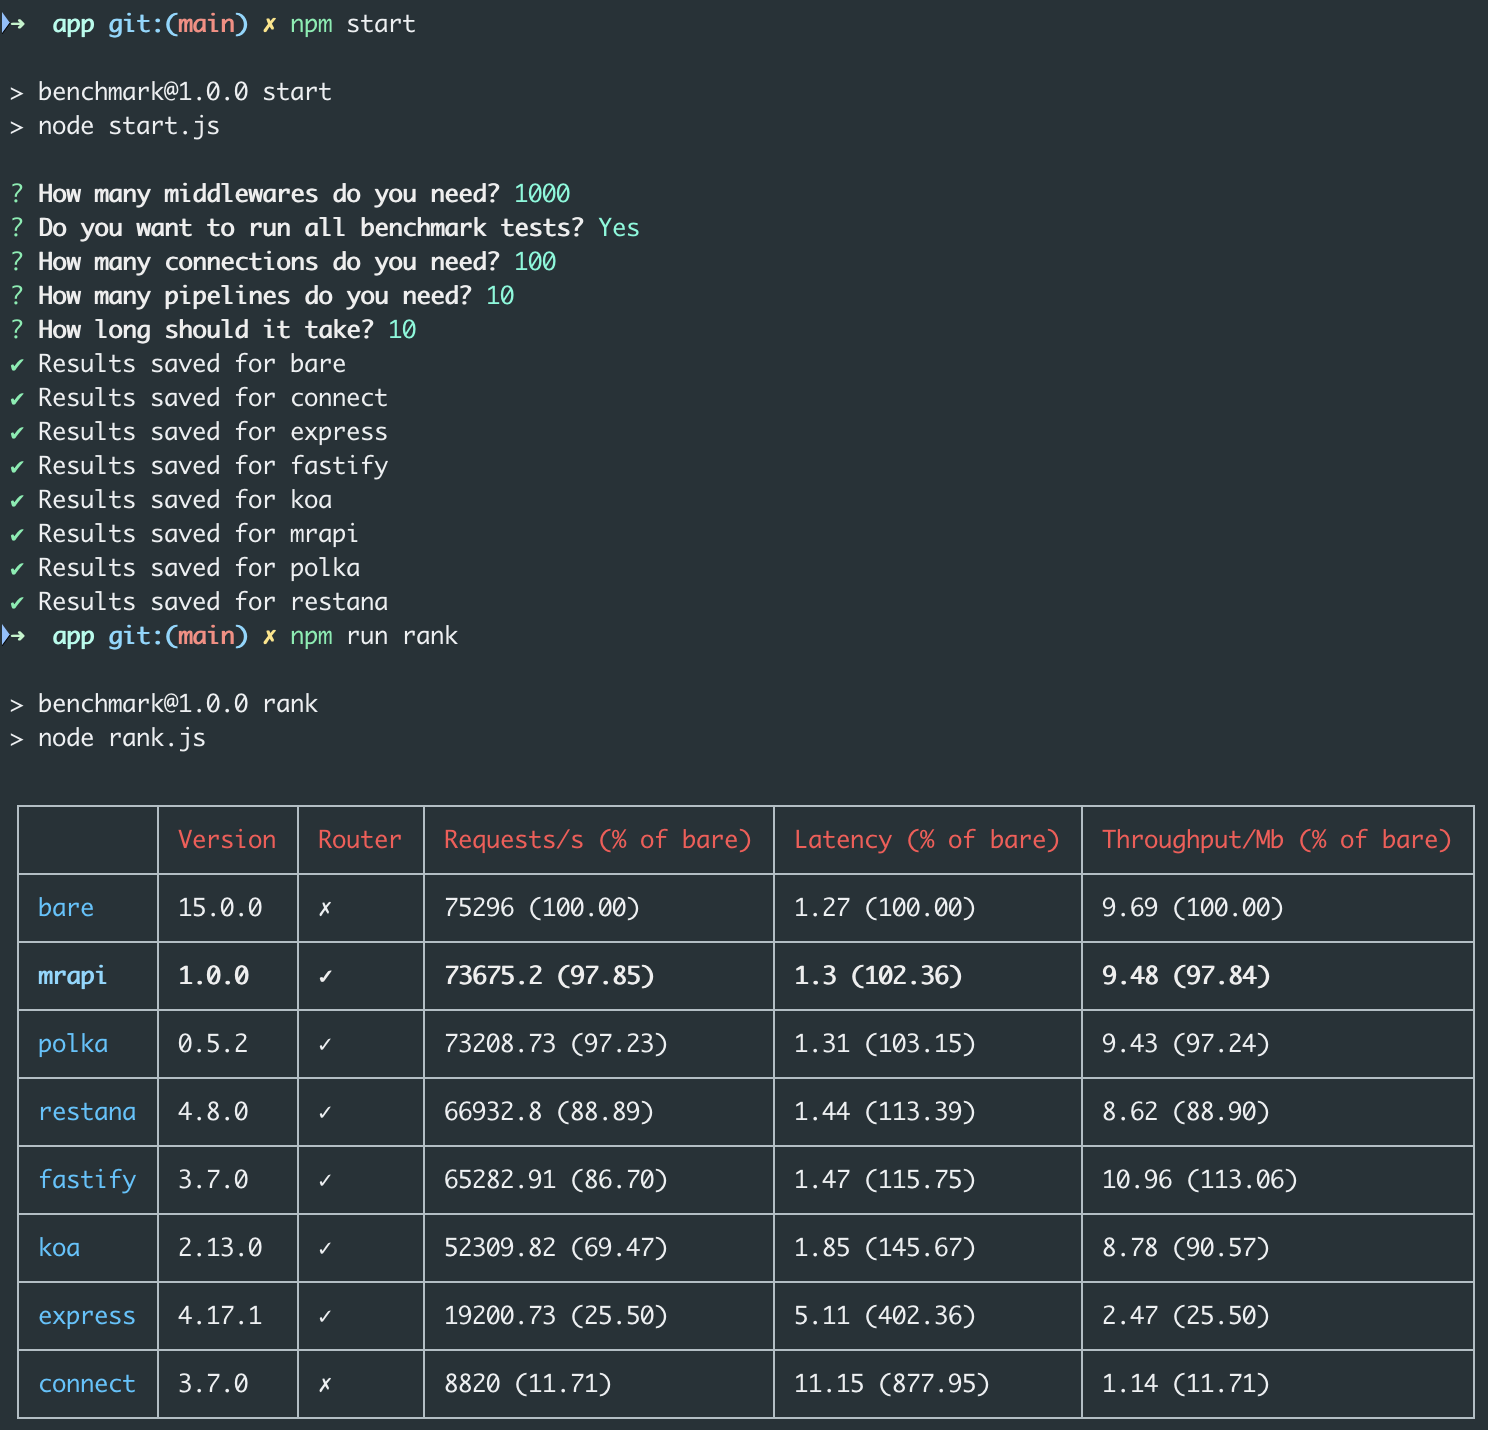 ➜  app git:(main) ✗ npm start
> benchmark@1.0.0 start
> node start.js
? How many middlewares do you need? 1000
? Do you want to run all benchmark tests? Yes
? How many connections do you need? 100
? How many pipelines do you need? 10
? How long should it take? 10
✔ Results saved for bare
✔ Results saved for connect
✔ Results saved for express
✔ Results saved for fastify
✔ Results saved for koa
✔ Results saved for mrapi
✔ Results saved for polka
✔ Results saved for restana
➜  app git:(main) ✗ npm run rank
> benchmark@1.0.0 rank
> node rank.js
Version Router Requests/s (% of bare) Latency (% of bare) Throughput/Mb (% of bare)
bare 15.0.0 ✗ 75296 (100.00) 1.27 (100.00) 9.69 (100.00)
mrapi 1.0.0 ✓ 73675.2 (97.85) 1.3 (102.36) 9.48 (97.84)
polka 0.5.2 ✓ 73208.73 (97.23) 1.31 (103.15) 9.43 (97.24)
restana 4.8.0 ✓ 66932.8 (88.89) 1.44 (113.39) 8.62 (88.90)
fastify 3.7.0 ✓ 65282.91 (86.70) 1.47 (115.75) 10.96 (113.06)
koa 2.13.0 ✓ 52309.82 (69.47) 1.85 (145.67) 8.78 (90.57)
express 4.17.1 ✓ 19200.73 (25.50) 5.11 (402.36) 2.47 (25.50)
connect 3.7.0 ✗ 8820 (11.71) 11.15 (877.95) 1.14 (11.71)